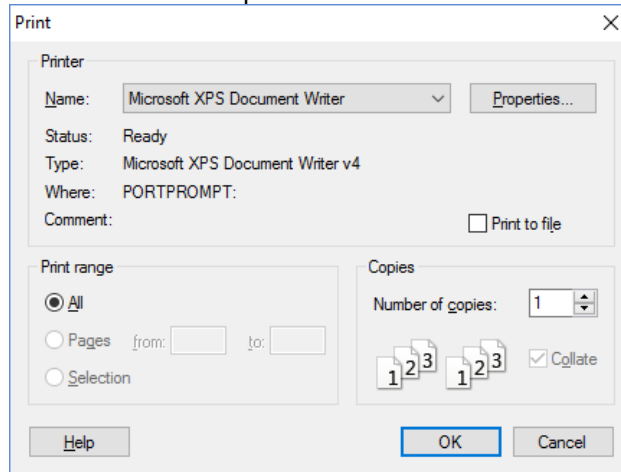 Print
Printer
Name: Microsoft XPS Document Writer Properties...
Status: Ready
Type: Microsoft XPS Document Writer v4
Where: PORTPROMPT:
Comment: Print to file
Print range
All
Pages from: to:
Selection
Copies
Number of copies: 1
1 2 3 1 2 3 Collate
Help OK Cancel